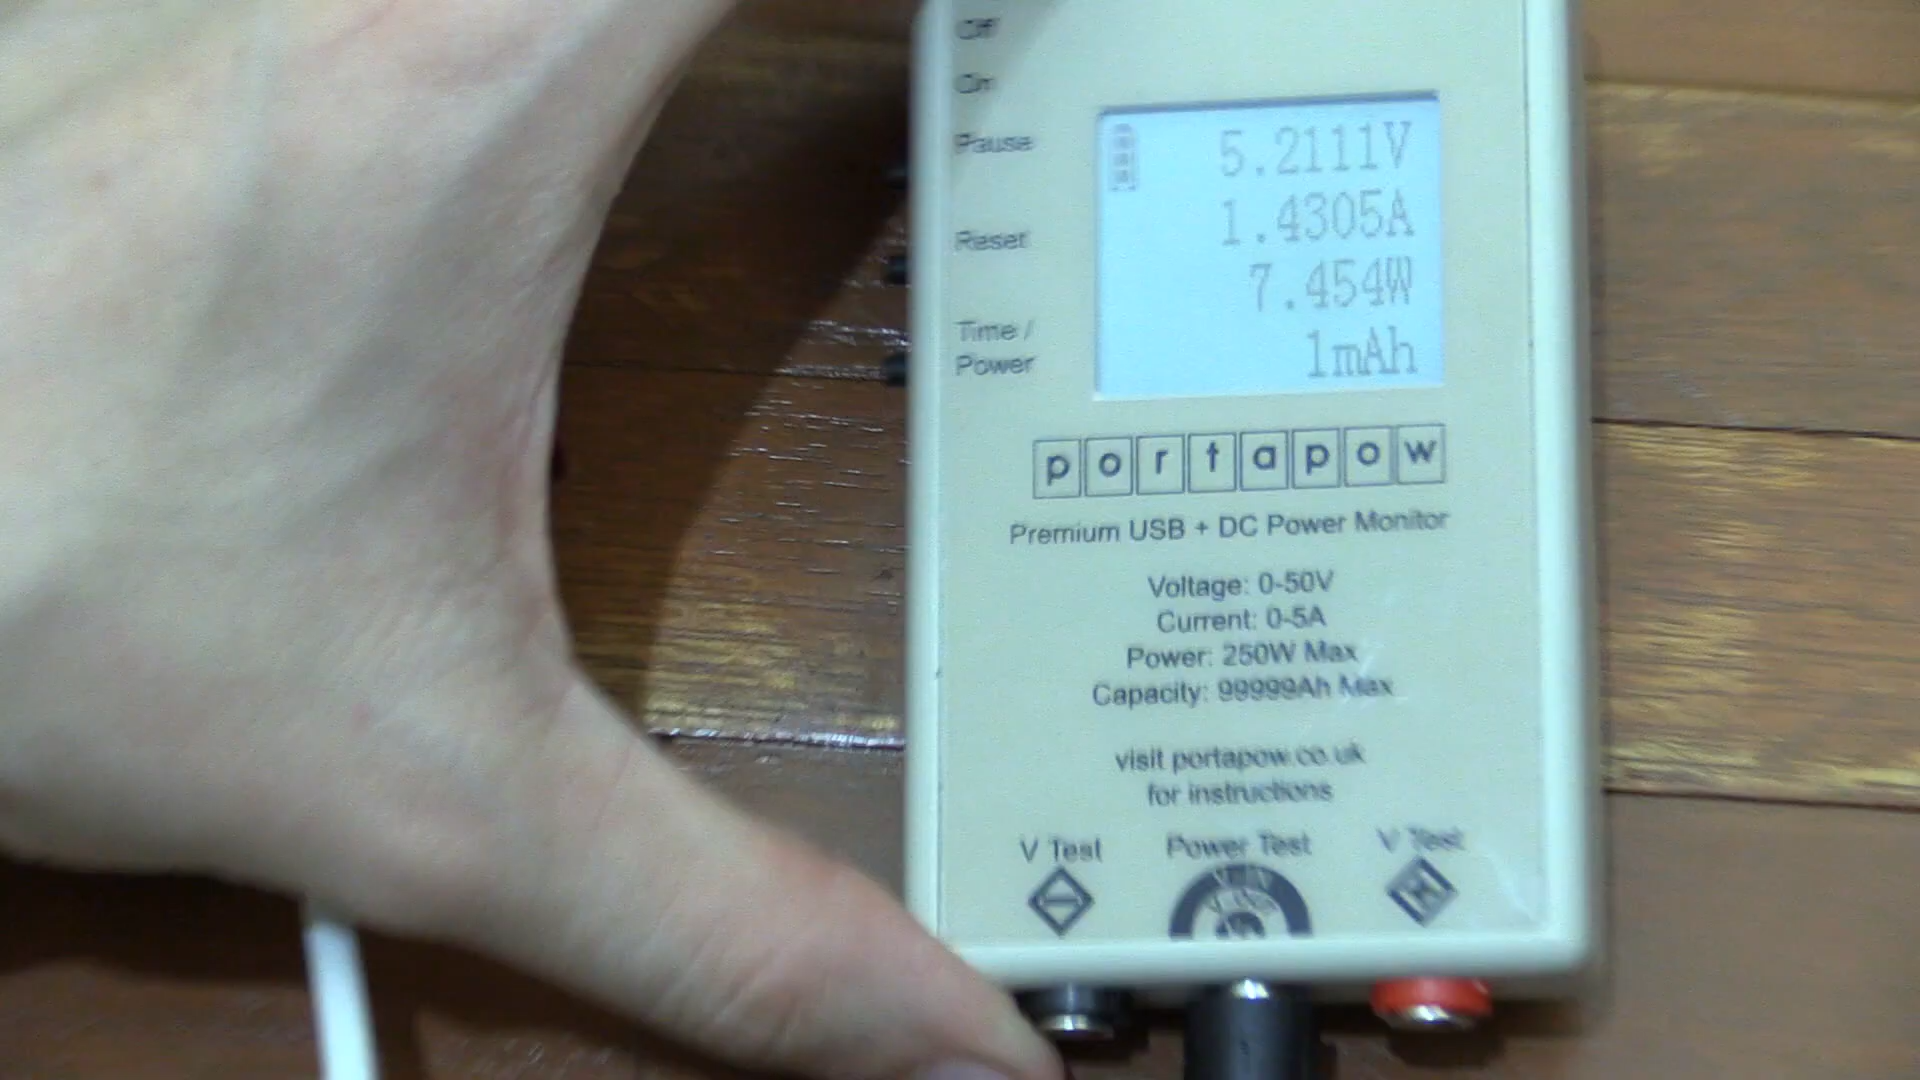 Off
On
Pause
Reset
Time /
Power
5.2111V
1.4305A
7.454W
1mAh
portapow
Premium USB + DC Power Monitor
Voltage: 0-50V
Current: 0-5A
Power: 250W Max
Capacity: 99999Ah Max
visit portapow.co.uk
for instructions
V Test
Power Test
V Test